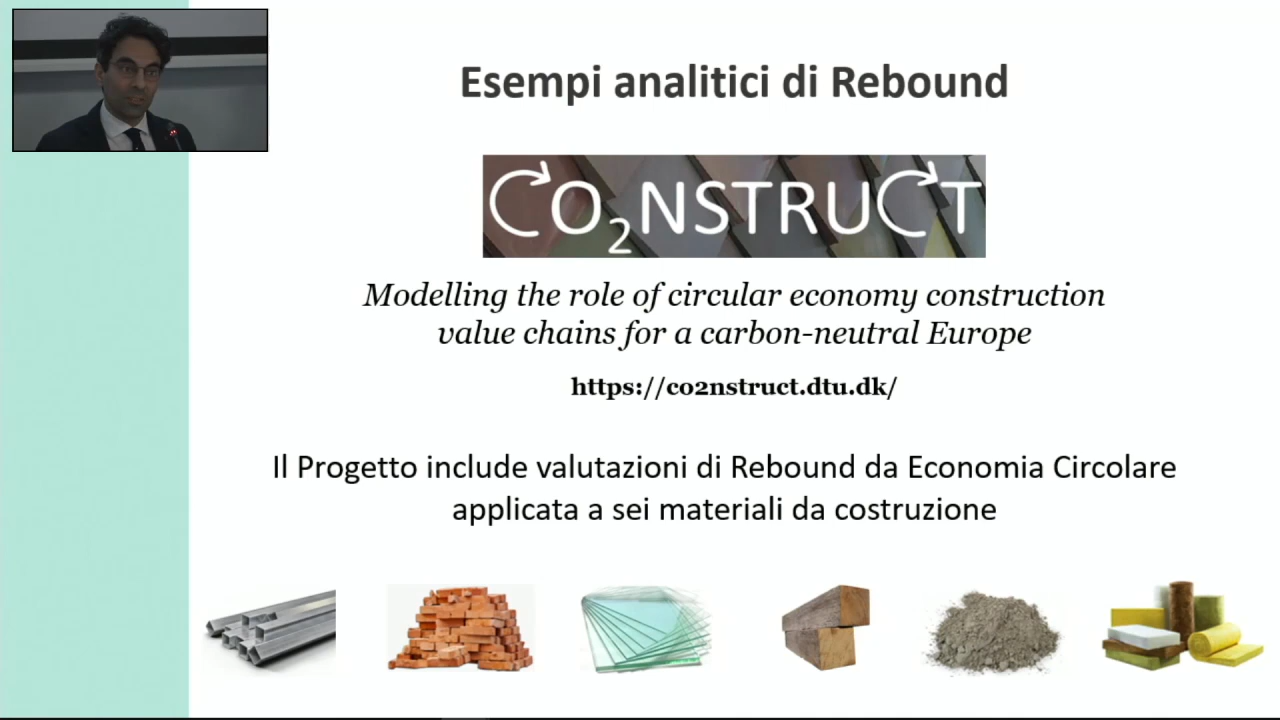 Esempi analitici di Rebound
CO2NSTRUCT
Modelling the role of circular economy construction
value chains for a carbon-neutral Europe
https://co2nstruct.dtu.dk/
Il Progetto include valutazioni di Rebound da Economia Circolare
applicata a sei materiali da costruzione